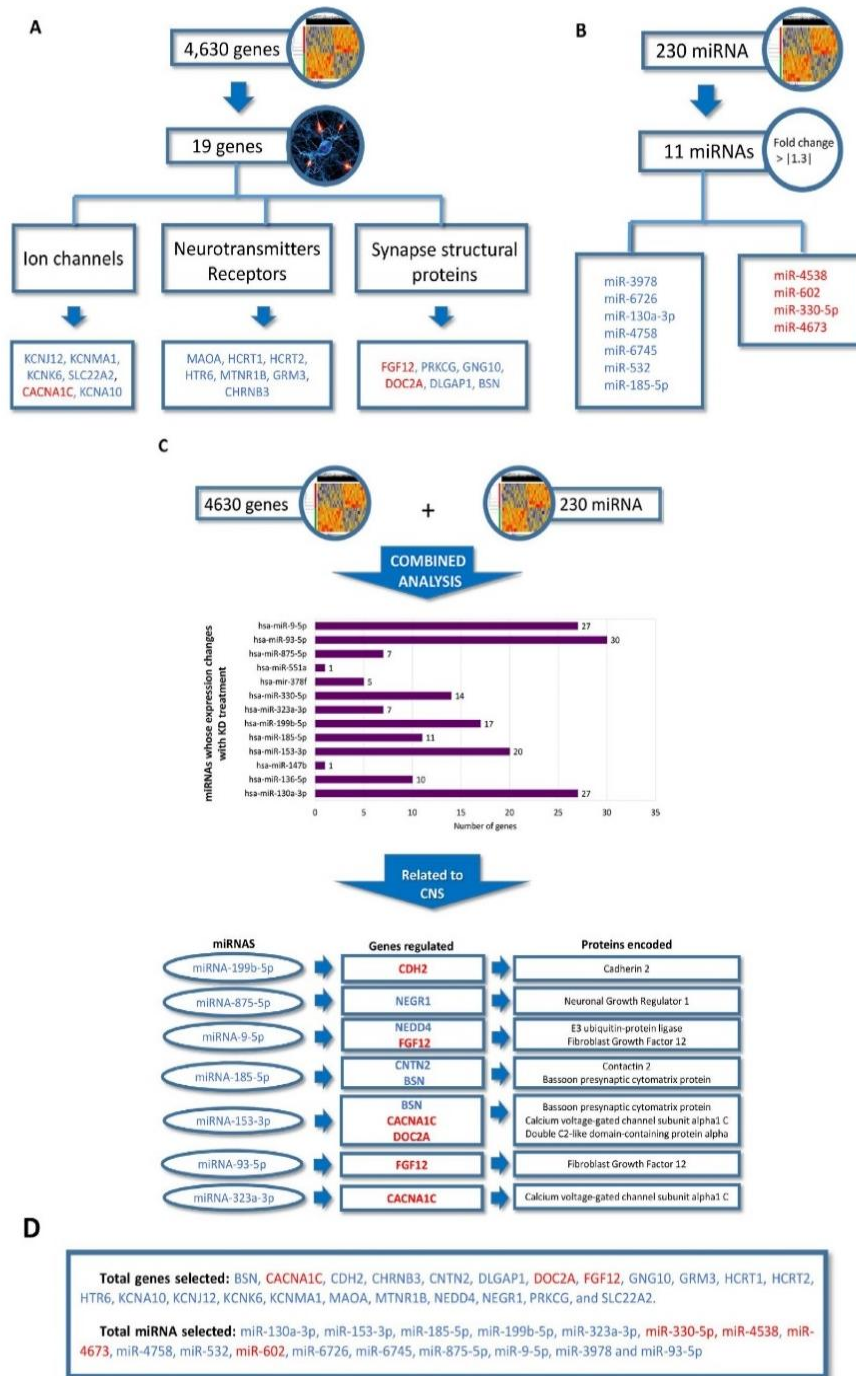 A
4,630 genes
19 genes
Ion channels
Neurotransmitters
Receptors
Synapse structural
proteins
KCNJ12, KCNMA1,
KCNK6, SLC22A2,
CACNA1C, KCNA10
MAOA, HCRT1, HCRT2,
HTR6, MTNR1B, GRM3,
CHRNB3
FGF12, PRKCG, GNG10,
DOC2A, DLGAP1, BSN
B
230 miRNA
11 miRNAs
Fold change
> |1.3|
miR-3978
miR-6726
miR-130a-3p
miR-4758
miR-6745
miR-532
miR-185-5p
miR-4538
miR-602
miR-330-5p
miR-4673
C
4630 genes
+
230 miRNA
COMBINED
ANALYSIS
miRNAs whose expression changes
with KD treatment
hsa-miR-9-5p 27
hsa-miR-93-5p 30
hsa-miR-875-5p 7
hsa-miR-551a 1
hsa-mir-378f 5
hsa-miR-330-5p 14
hsa-miR-323a-3p 7
hsa-miR-199b-5p 17
hsa-miR-185-5p 11
hsa-miR-153-3p 20
hsa-miR-147b 1
hsa-miR-136-5p 10
hsa-miR-130a-3p 27
0 5 10 15 20 25 30 35
Number of genes
Related to
CNS
miRNAS Genes regulated Proteins encoded
miRNA-199b-5p CDH2 Cadherin 2
miRNA-875-5p NEGR1 Neuronal Growth Regulator 1
miRNA-9-5p
NEDD4
FGF12
E3 ubiquitin-protein ligase
Fibroblast Growth Factor 12
miRNA-185-5p
CNTN2
BSN
Contactin 2
Bassoon presynaptic cytomatrix protein
miRNA-153-3p
BSN
CACNA1C
DOC2A
Bassoon presynaptic cytomatrix protein
Calcium voltage-gated channel subunit alpha1 C
Double C2-like domain-containing protein alpha
miRNA-93-5p FGF12 Fibroblast Growth Factor 12
miRNA-323a-3p CACNA1C Calcium voltage-gated channel subunit alpha1 C
D
Total genes selected: BSN, CACNA1C, CDH2, CHRNB3, CNTN2, DLGAP1, DOC2A, FGF12, GNG10, GRM3, HCRT1, HCRT2,
HTR6, KCNA10, KCNJ12, KCNK6, KCNMA1, MAOA, MTNR1B, NEDD4, NEGR1, PRKCG, and SLC22A2.
Total miRNA selected: miR-130a-3p, miR-153-3p, miR-185-5p, miR-199b-5p, miR-323a-3p, miR-330-5p, miR-4538, miR-
4673, miR-4758, miR-532, miR-602, miR-6726, miR-6745, miR-875-5p, miR-9-5p, miR-3978 and miR-93-5p